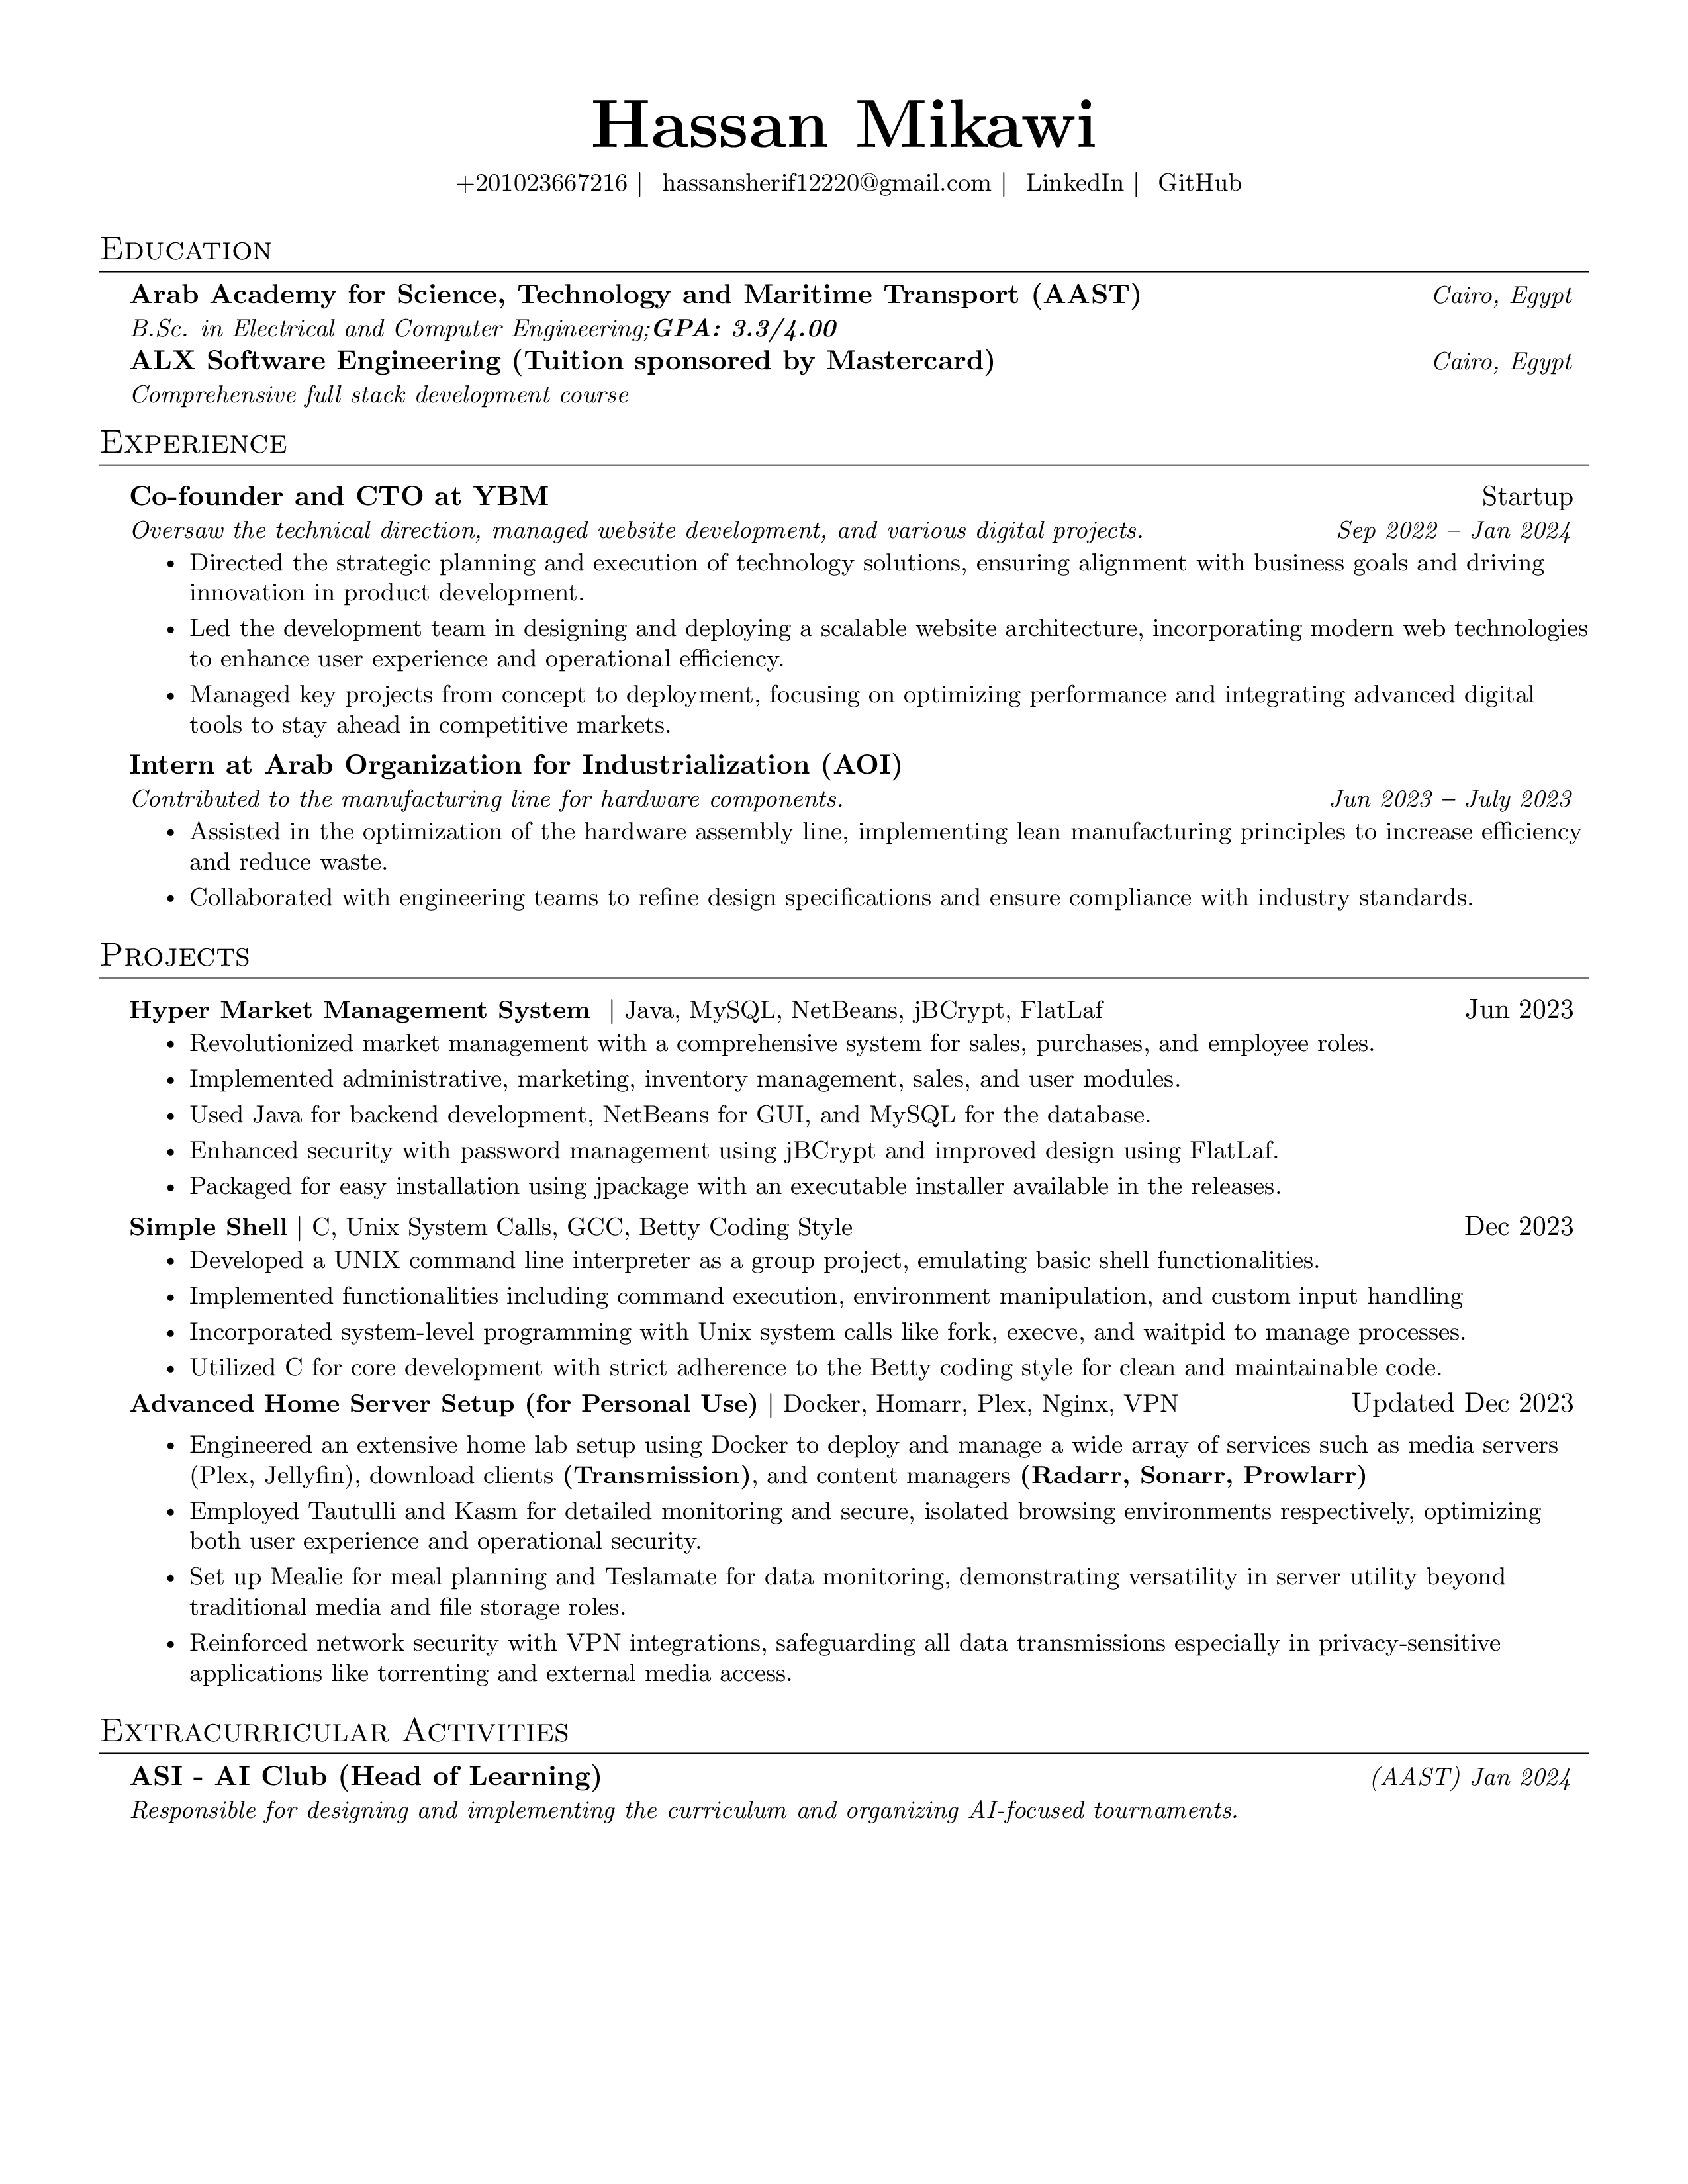 Hassan Mikawi
+201023667216 | hassansherif12220@gmail.com | LinkedIn | GitHub
Education
Arab Academy for Science, Technology and Maritime Transport (AAST) Cairo, Egypt
B.Sc. in Electrical and Computer Engineering;GPA: 3.3/4.00
ALX Software Engineering (Tuition sponsored by Mastercard) Cairo, Egypt
Comprehensive full stack development course
Experience
Co-founder and CTO at YBM Startup
Oversaw the technical direction, managed website development, and various digital projects. Sep 2022 – Jan 2024
• Directed the strategic planning and execution of technology solutions, ensuring alignment with business goals and driving
innovation in product development.
• Led the development team in designing and deploying a scalable website architecture, incorporating modern web technologies
to enhance user experience and operational efficiency.
• Managed key projects from concept to deployment, focusing on optimizing performance and integrating advanced digital
tools to stay ahead in competitive markets.
Intern at Arab Organization for Industrialization (AOI)
Contributed to the manufacturing line for hardware components. Jun 2023 – July 2023
• Assisted in the optimization of the hardware assembly line, implementing lean manufacturing principles to increase efficiency
and reduce waste.
• Collaborated with engineering teams to refine design specifications and ensure compliance with industry standards.
Projects
Hyper Market Management System | Java, MySQL, NetBeans, jBCrypt, FlatLaf Jun 2023
• Revolutionized market management with a comprehensive system for sales, purchases, and employee roles.
• Implemented administrative, marketing, inventory management, sales, and user modules.
• Used Java for backend development, NetBeans for GUI, and MySQL for the database.
• Enhanced security with password management using jBCrypt and improved design using FlatLaf.
• Packaged for easy installation using jpackage with an executable installer available in the releases.
Simple Shell | C, Unix System Calls, GCC, Betty Coding Style Dec 2023
• Developed a UNIX command line interpreter as a group project, emulating basic shell functionalities.
• Implemented functionalities including command execution, environment manipulation, and custom input handling
• Incorporated system-level programming with Unix system calls like fork, execve, and waitpid to manage processes.
• Utilized C for core development with strict adherence to the Betty coding style for clean and maintainable code.
Advanced Home Server Setup (for Personal Use) | Docker, Homarr, Plex, Nginx, VPN Updated Dec 2023
• Engineered an extensive home lab setup using Docker to deploy and manage a wide array of services such as media servers
(Plex, Jellyfin), download clients (Transmission), and content managers (Radarr, Sonarr, Prowlarr)
• Employed Tautulli and Kasm for detailed monitoring and secure, isolated browsing environments respectively, optimizing
both user experience and operational security.
• Set up Mealie for meal planning and Teslamate for data monitoring, demonstrating versatility in server utility beyond
traditional media and file storage roles.
• Reinforced network security with VPN integrations, safeguarding all data transmissions especially in privacy-sensitive
applications like torrenting and external media access.
Extracurricular Activities
ASI - AI Club (Head of Learning) (AAST) Jan 2024
Responsible for designing and implementing the curriculum and organizing AI-focused tournaments.